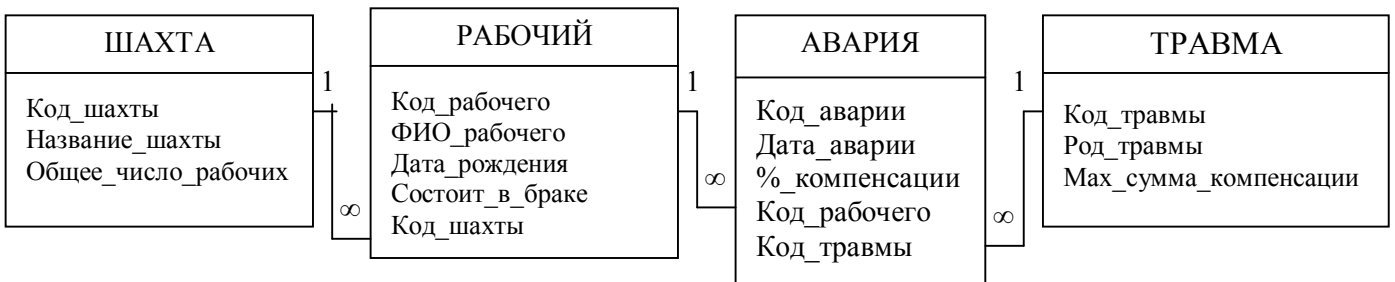 ШАХТА
Код_шахты
Название_шахты
Общее_число_рабочих
1
∞
РАБОЧИЙ
Код_рабочего
ФИО_рабочего
Дата_рождения
Состоит_в_браке
Код_шахты
1
∞
АВАРИЯ
Код_аварии
Дата_аварии
%_компенсации
Код_рабочего
Код_травмы
1
∞
ТРАВМА
Код_травмы
Род_травмы
Мах_сумма_компенсации